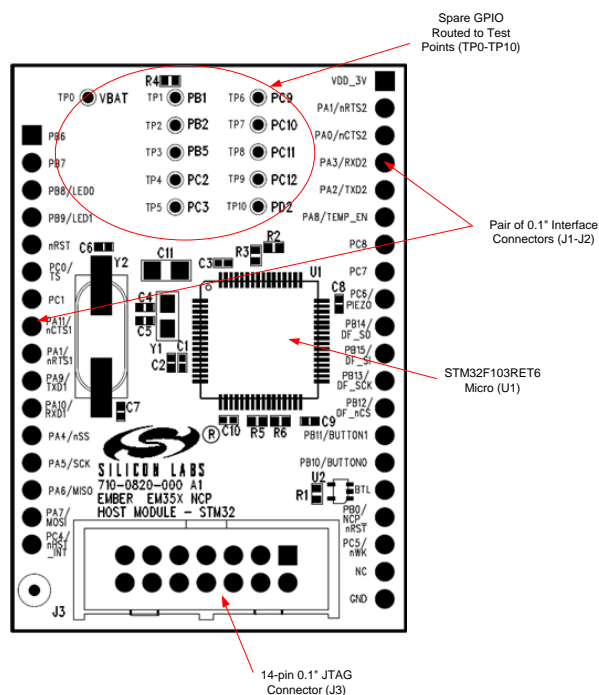 Spare GPIO
Routed to Test
Points (TP0-TP10)
R4
VDD_3V
TP0 VBAT
TP1 PB1
TP6 PC9
PA1/nRTS2
TP2 PB2
TP7 PC10
PA0/nCTS2
PB6
TP3 PB5
TP8 PC11
PA3/RXD2
PB7
TP4 PC2
TP9 PC12
PA2/TXD2
PB8/LED0
TP5 PC3
TP10 PD2
PA8/TEMP_EN
PB9/LED1
Pair of 0.1" Interface
Connectors (J1-J2)
nRST
C6
Y2
C11
C3
R3
R2
U1
PC8
PC0/
TS
PC7
PC1
C4
C8
PC6/
PIEZO
PA11/
nCTS1
C5
PB14/
DF_SO
PA1/
nRTS1
Y1
C1
C2
PB15/
DF_SI
STM32F103RET6
Micro (U1)
PA9/
TXD1
PB13/
DF_SCK
PA10/
RXD1
C7
PB12/
DF_nCS
C10
R5
R6
C9
PA4/nSS
®
PB11/BUTTON1
PA5/SCK
SILICON LABS
PB10/BUTTON0
710-0820-000 A1
U2
PA6/MISO
EMBER EM35X NCP
R1
BTL
HOST MODULE - STM32
PA7/
MOSI
PB0/
NCP_
nRST
PC4/
nHST
_INT
PC5/
nWK
NC
GND
J3
14-pin 0.1" JTAG
Connector (J3)